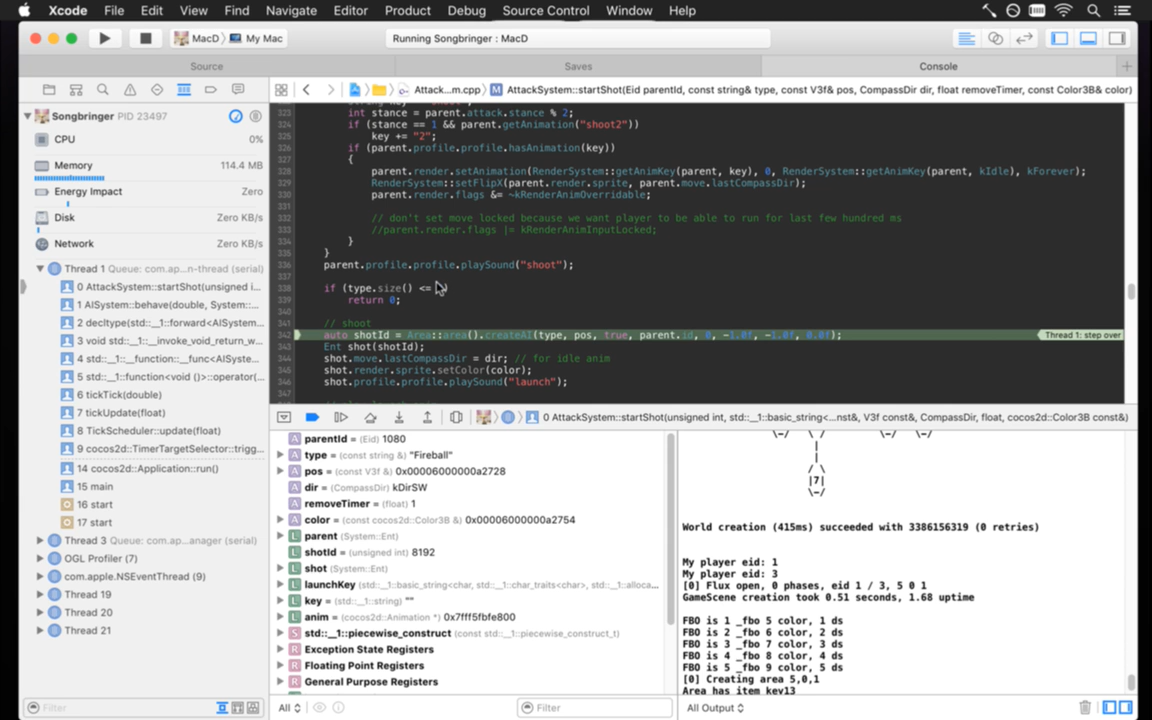 Xcode File Edit View Find Navigate Editor Product Debug Source Control Window Help
MacD 〉 My Mac
Running Songbringer : MacD
Source Saves Console
Attack...m.cpp 〉 M AttackSystem::startShot(Eid parentId, const string& type, const V3f& pos, CompassDir dir, float removeTimer, const Color3B& color)
Songbringer PID 23497
CPU 0%
Memory 114.4 MB
Energy Impact Zero
Disk Zero KB/s
Network Zero KB/s
Thread 1 Queue: com.ap...n-thread (serial)
0 AttackSystem::startShot(unsigned i...
1 AISystem::behave(double, System::...
2 decltype(std::__1::forward<AISystem...
3 void std::__1::__invoke_void_return_w...
4 std::__1::__function::__func<AISyste...
5 std::__1::function<void ()>::operator(...
6 tickTick(double)
7 tickUpdate(float)
8 TickScheduler::update(float)
9 cocos2d::TimerTargetSelector::trigg...
14 cocos2d::Application::run()
15 main
16 start
17 start
Thread 3 Queue: com.ap...anager (serial)
OGL Profiler (7)
com.apple.NSEventThread (9)
Thread 19
Thread 20
Thread 21
Filter
323 int stance = parent.attack.stance % 2;
324 if (stance == 1 && parent.getAnimation("shoot2"))
325 key += "2";
326 if (parent.profile.profile.hasAnimation(key))
327 {
328 parent.render.setAnimation(RenderSystem::getAnimKey(parent, key), 0, RenderSystem::getAnimKey(parent, kIdle), kForever);
329 RenderSystem::setFlipX(parent.render.sprite, parent.move.lastCompassDir);
330 parent.render.flags &= ~kRenderAnimOverridable;
331
332 // don't set move locked because we want player to be able to run for last few hundred ms
333 //parent.render.flags |= kRenderAnimInputLocked;
334 }
335 }
336 parent.profile.profile.playSound("shoot");
337
338 if (type.size() <=
339 return 0;
340
341 // shoot
342 auto shotId = Area::area().createAI(type, pos, true, parent.id, 0, -1.0f, -1.0f, 0.0f); Thread 1: step over
343 Ent shot(shotId);
344 shot.move.lastCompassDir = dir; // for idle anim
345 shot.render.sprite.setColor(color);
346 shot.profile.profile.playSound("launch");
347
0 AttackSystem::startShot(unsigned int, std::__1::basic_string<...nst&, V3f const&, CompassDir, float, cocos2d::Color3B const&)
A parentId = (Eid) 1080
A type = (const string &) "Fireball"
A pos = (const V3f &) 0x00006000000a2728
A dir = (CompassDir) kDirSW
A removeTimer = (float) 1
A color = (const cocos2d::Color3B &) 0x00006000000a2754
L parent (System::Ent)
L shotId = (unsigned int) 8192
L shot (System::Ent)
L launchKey (std::__1::basic_string<char, std::__1::char_traits<char>, std::__1::alloca...
L key = (std::__1::string) ""
L anim = (cocos2d::Animation *) 0x7fff5fbfe800
S std::__1::piecewise_construct (const std::__1::piecewise_construct_t)
R Exception State Registers
R Floating Point Registers
R General Purpose Registers
All Filter
\-/ \ / \-/ \-/
|
|
/ \
|7|
\-/
World creation (415ms) succeeded with 3386156319 (0 retries)
My player eid: 1
My player eid: 3
[0] Flux open, 0 phases, eid 1 / 3, 5 0 1
GameScene creation took 0.51 seconds, 1.68 uptime
FBO is 1 _fbo 5 color, 1 ds
FBO is 2 _fbo 6 color, 2 ds
FBO is 3 _fbo 7 color, 3 ds
FBO is 4 _fbo 8 color, 4 ds
FBO is 5 _fbo 9 color, 5 ds
[0] Creating area 5,0,1
Area has item key13
All Output